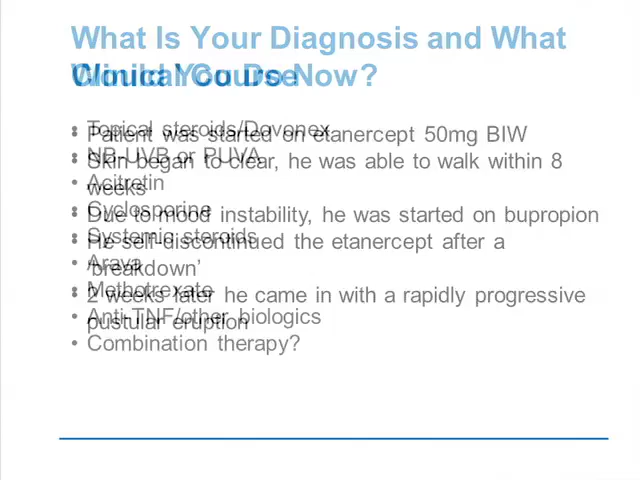 What Is Your Diagnosis and What
Would You Do Now?
• Topical steroids/Dovonex
• NB-UVB or PUVA
• Acitretin
• Cyclosporine
• Systemic steroids
• Arava
• Methotrexate
• Anti-TNF/other biologics
• Combination therapy?
Clinical Course
• Patient was started on etanercept 50mg BIW
• Skin began to clear, he was able to walk within 8
weeks
• Due to mood instability, he was started on bupropion
• He self-discontinued the etanercept after a
‘breakdown’
• 2 weeks later he came in with a rapidly progressive
pustular eruption